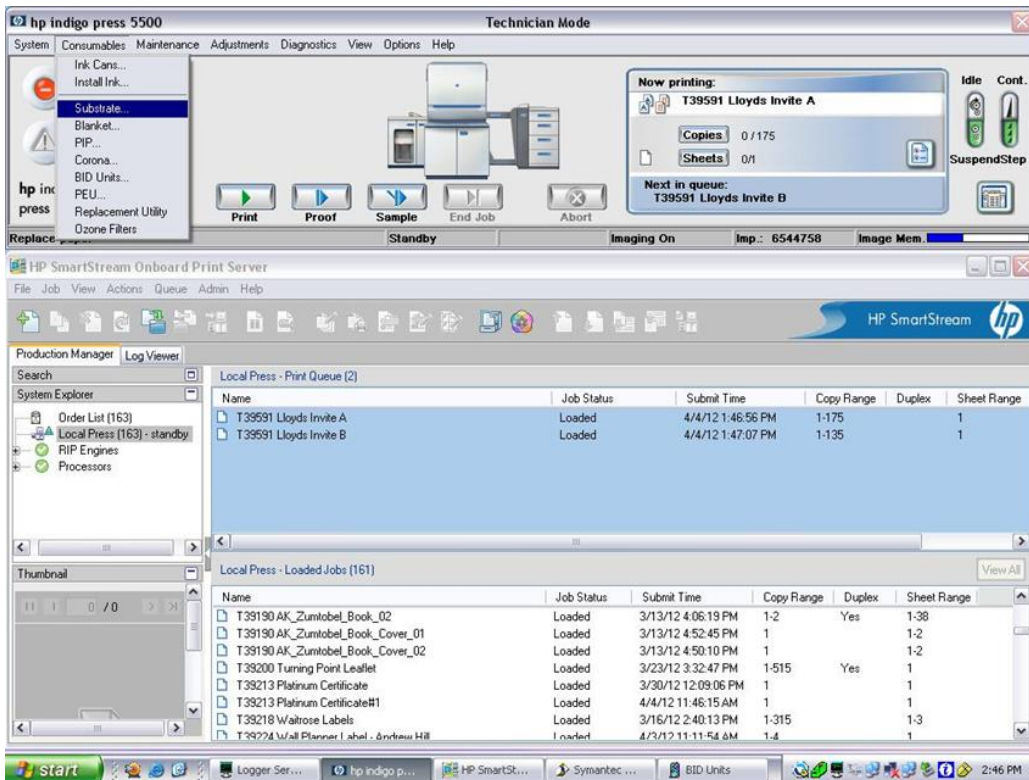 hp indigo press 5500 Technician Mode
System Consumables Maintenance Adjustments Diagnostics View Options Help
Ink Cans...
Install Ink...
Substrate...
Blanket...
PIP...
Corona...
BID Units...
PEU...
Replacement Utility
Ozone Filters
hp
press
Print Proof Sample End Job Abort
Now printing:
T39591 Lloyds Invite A
Copies 0 / 175
Sheets 0/1
Next in queue:
T39591 Lloyds Invite B
Idle Cont.
Suspend Step
Replace Standby Imaging On Imp.: 6544758 Image Mem.
HP SmartStream Onboard Print Server
File Job View Actions Queue Admin Help
HP SmartStream hp
Production Manager Log Viewer
Search
System Explorer
Order List (163)
Local Press (163) - standby
RIP Engines
Processors
Thumbnail
0 / 0
Local Press - Print Queue (2)
Name Job Status Submit Time Copy Range Duplex Sheet Range
T39591 Lloyds Invite A Loaded 4/4/12 1:46:56 PM 1-175 1
T39591 Lloyds Invite B Loaded 4/4/12 1:47:07 PM 1-135 1
Local Press - Loaded Jobs (161) View All
Name Job Status Submit Time Copy Range Duplex Sheet Range
T39190 AK_Zumtobel_Book_02 Loaded 3/13/12 4:06:19 PM 1-2 Yes 1-38
T39190 AK_Zumtobel_Book_Cover_01 Loaded 3/13/12 4:52:45 PM 1 1-2
T39190 AK_Zumtobel_Book_Cover_02 Loaded 3/13/12 4:50:10 PM 1 1-2
T39200 Turning Point Leaflet Loaded 3/23/12 3:32:47 PM 1-515 Yes 1
T39213 Platinum Certificate Loaded 3/30/12 12:09:06 PM 1 1
T39213 Platinum Certificate#1 Loaded 4/4/12 11:46:15 AM 1 1
T39218 Waitrose Labels Loaded 3/16/12 2:40:13 PM 1-315 1-3
T39224 Wall Planner Label - Andrew Hill Loaded 4/3/12 11:11:54 AM 1-4 1
start Logger Ser... hp indigo p... HP SmartSt... Symantec ... BID Units 2:46 PM